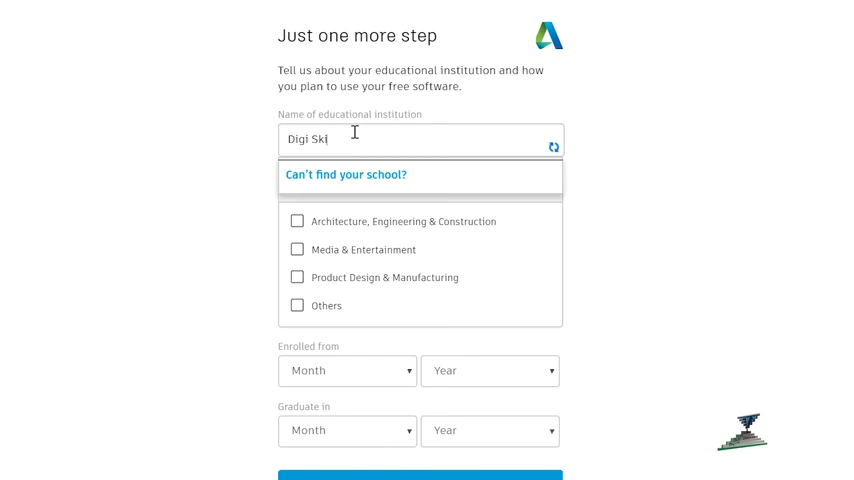 Just one more step
Tell us about your educational institution and how
you plan to use your free software.
Name of educational institution
Digi Ski
Can't find your school?
Architecture, Engineering & Construction
Media & Entertainment
Product Design & Manufacturing
Others
Enrolled from
Month Year
Graduate in
Month Year